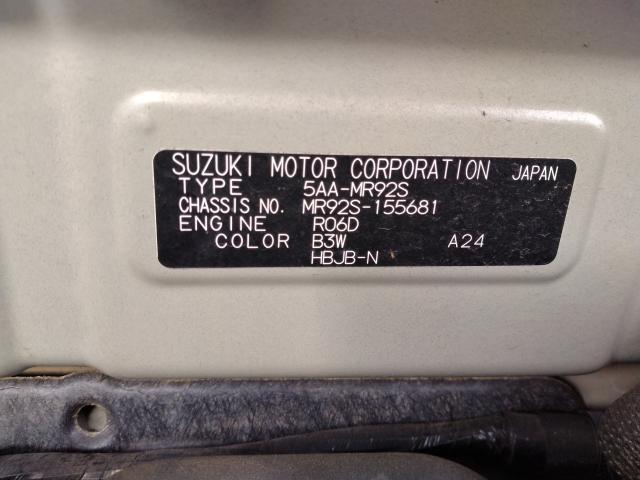 SUZUKI MOTOR CORPORATION JAPAN
TYPE 5AA-MR92S
CHASSIS NO. MR92S-155681
ENGINE R06D
COLOR B3W A24
HBJB-N